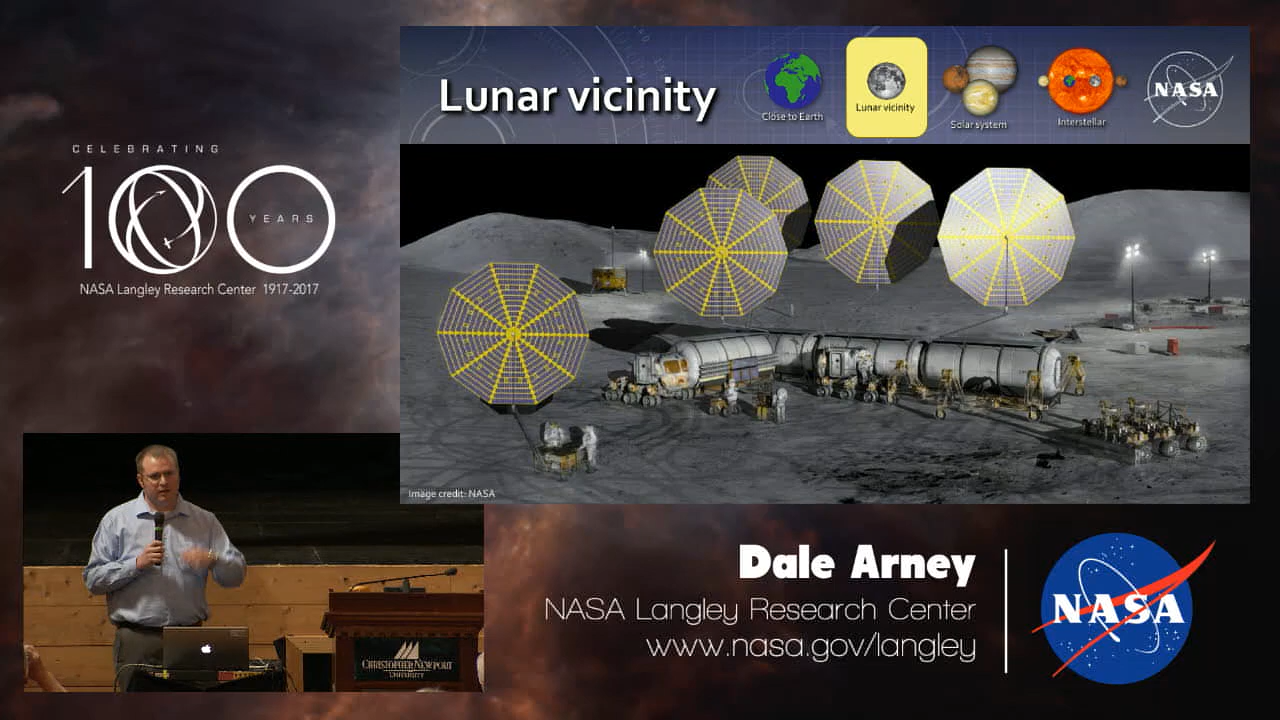 CELEBRATING
100
YEARS
NASA Langley Research Center 1917-2017
Lunar vicinity
Close to Earth
Lunar vicinity
Solar system
Interstellar
NASA
Image credit: NASA
CHRISTOPHER NEWPORT
UNIVERSITY
Dale Arney
NASA Langley Research Center
www.nasa.gov/langley
NASA